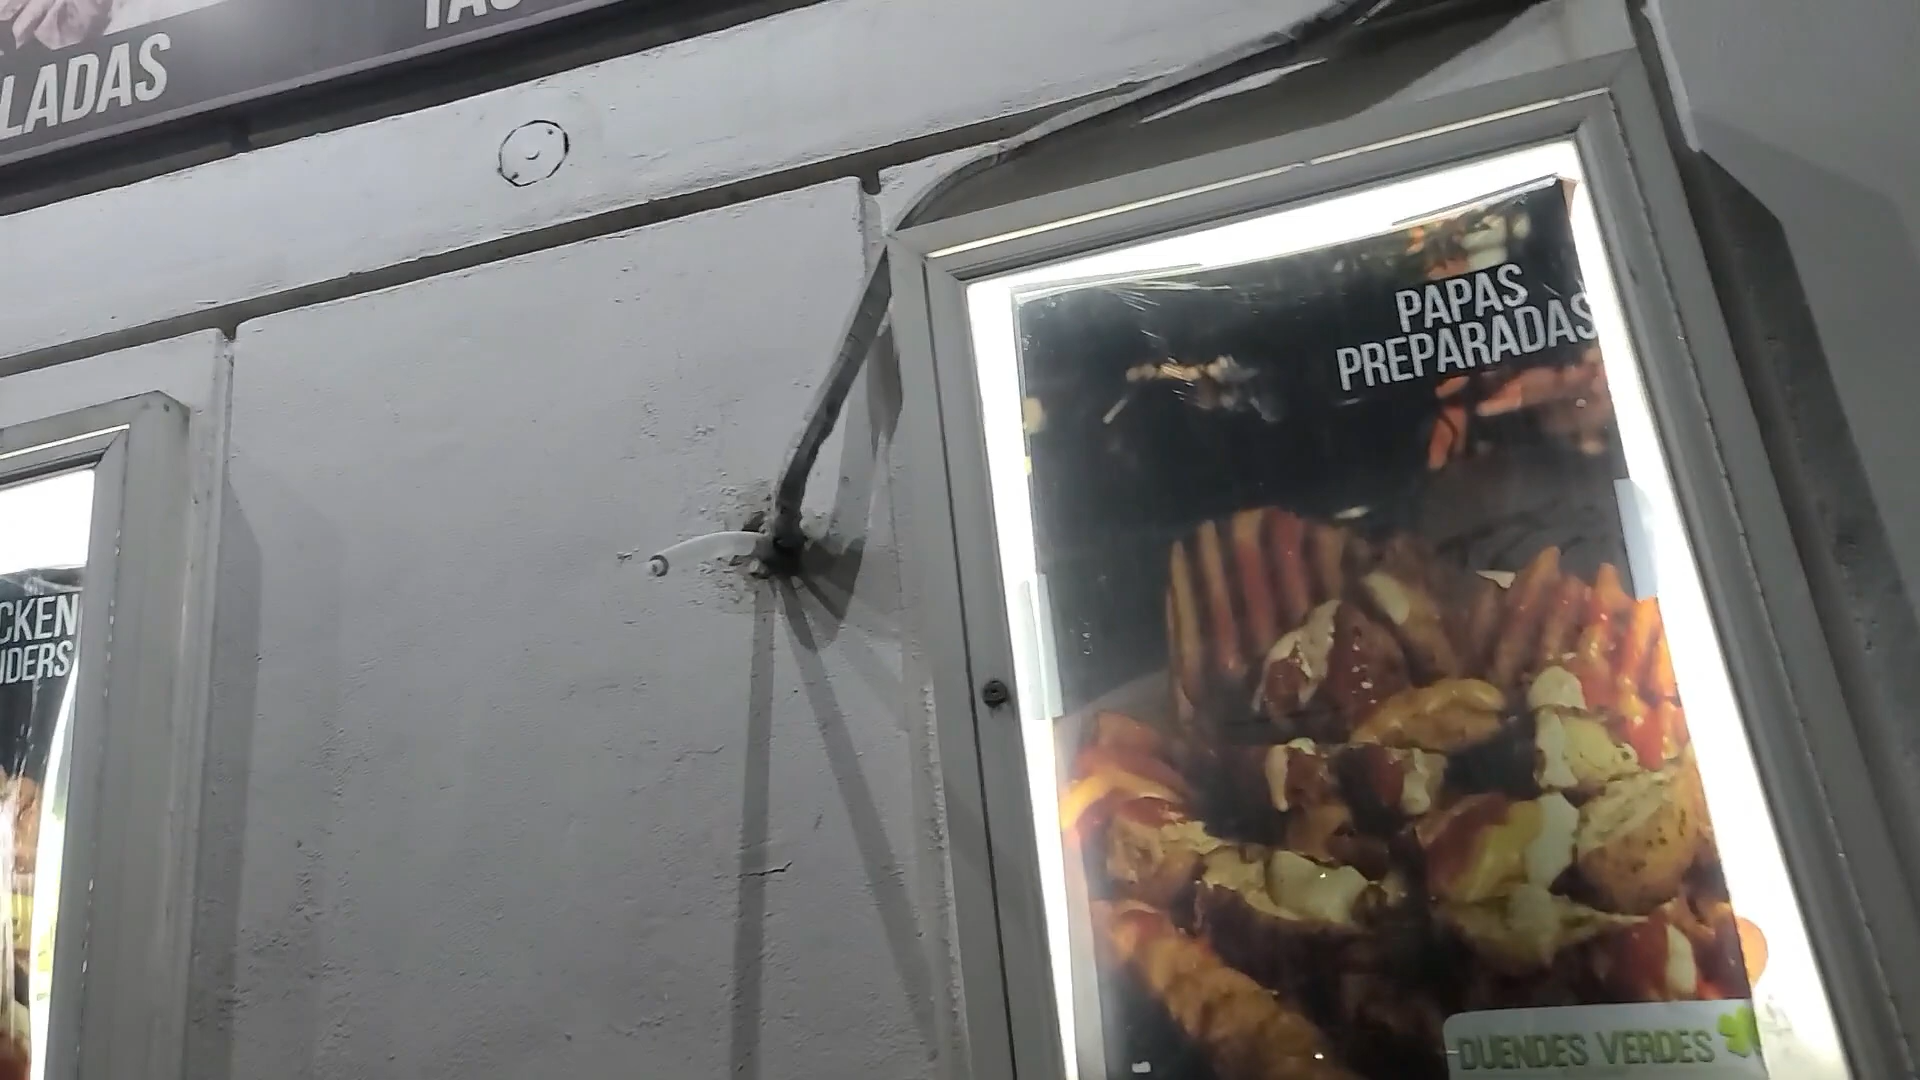 LADAS
PAPAS
PREPARADAS
CKEN
DERS
DUENDES VERDES